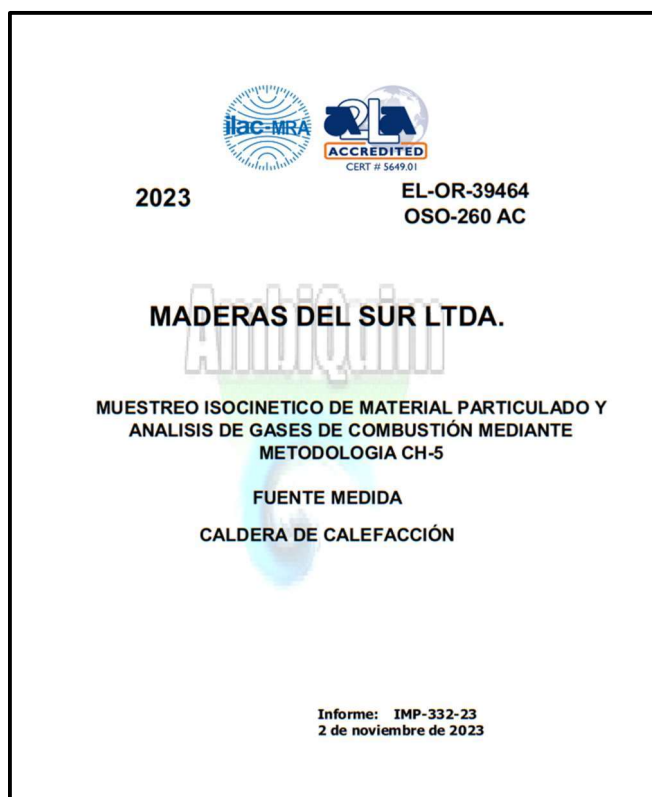 ilac-MRA
A2LA
ACCREDITED
CERT # 5649.01
2023
EL-OR-39464
OSO-260 AC
AmbiQuim
MADERAS DEL SUR LTDA.
MUESTREO ISOCINETICO DE MATERIAL PARTICULADO Y
ANALISIS DE GASES DE COMBUSTIÓN MEDIANTE
METODOLOGIA CH-5
FUENTE MEDIDA
CALDERA DE CALEFACCIÓN
Informe: IMP-332-23
2 de noviembre de 2023